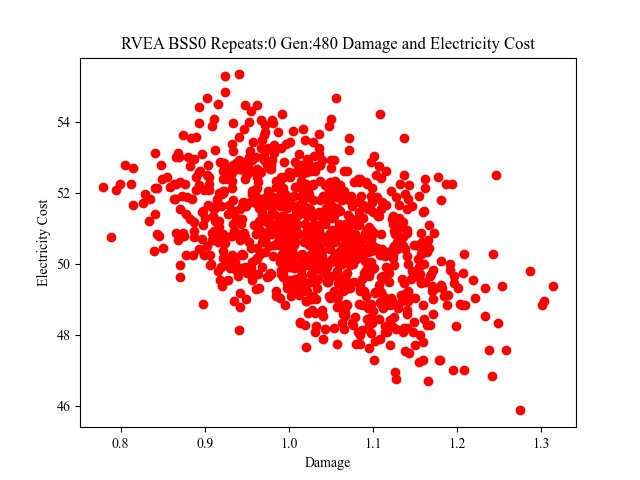 RVEA BSS0 Repeats:0 Gen:480 Damage and Electricity Cost
Electricity Cost
54
52
50
48
46
0.8 0.9 1.0 1.1 1.2 1.3
Damage